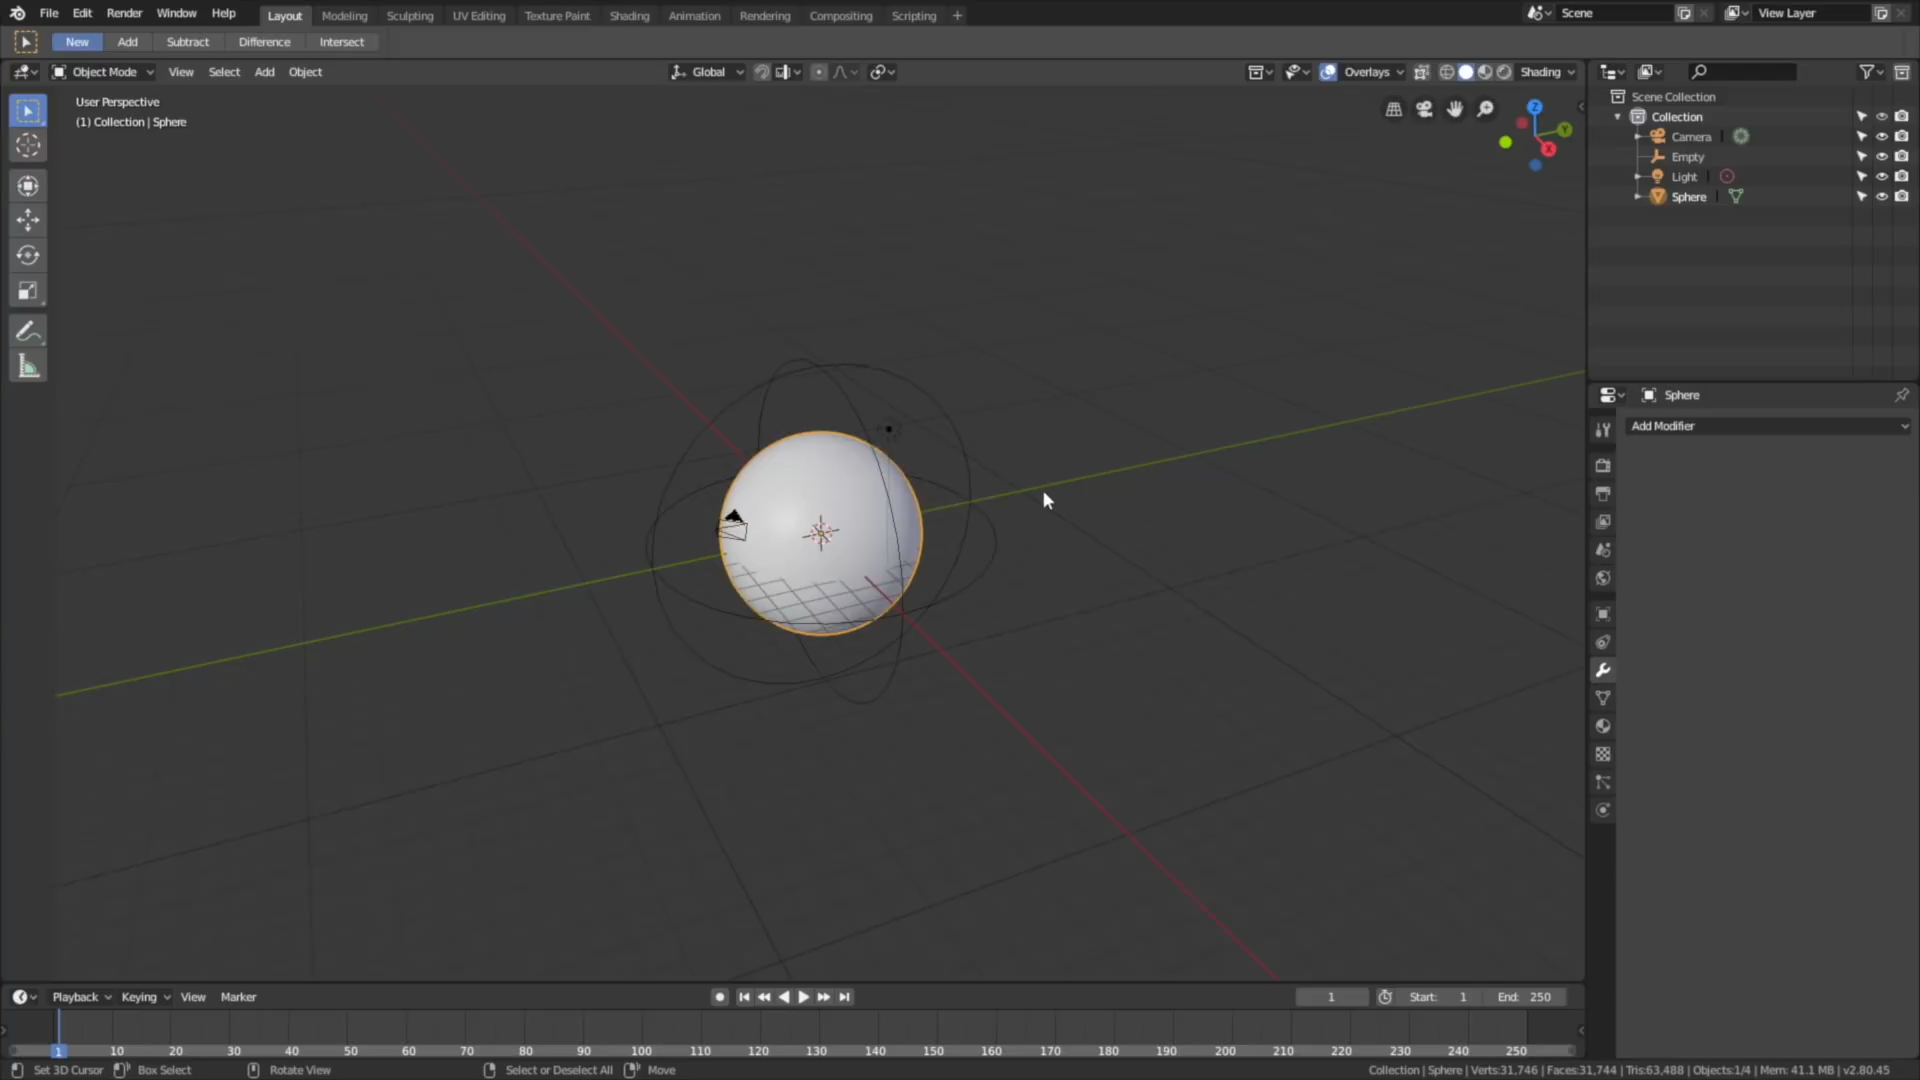 File Edit Render Window Help Layout Modeling Sculpting UV Editing Texture Paint Shading Animation Rendering Compositing Scripting + Scene View Layer
New Add Subtract Difference Intersect
Object Mode View Select Add Object Global Overlays Shading
User Perspective
(1) Collection | Sphere
Z
Y
X
Scene Collection
Collection
Camera
Empty
Light
Sphere
Sphere
Add Modifier
Playback Keying View Marker 1 Start: 1 End: 250
1 10 20 30 40 50 60 70 80 90 100 110 120 130 140 150 160 170 180 190 200 210 220 230 240 250
Set 3D Cursor Box Select Rotate View Select or Deselect All Move Collection | Sphere | Verts:31,746 | Faces:31,744 | Tris:63,488 | Objects:1/4 | Mem: 41.1 MB | v2.80.45